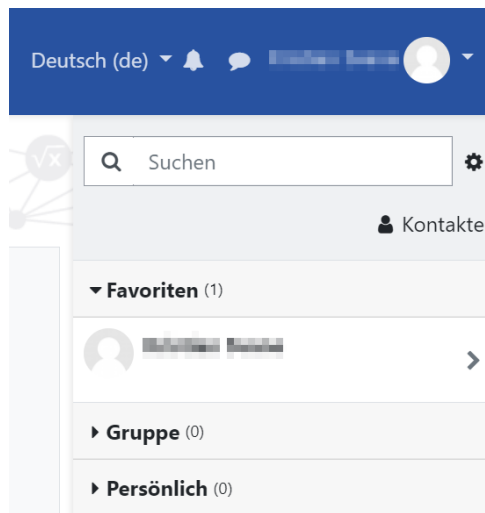 Deutsch (de)
√x
Suchen
Kontakte
Favoriten (1)
Gruppe (0)
Persönlich (0)